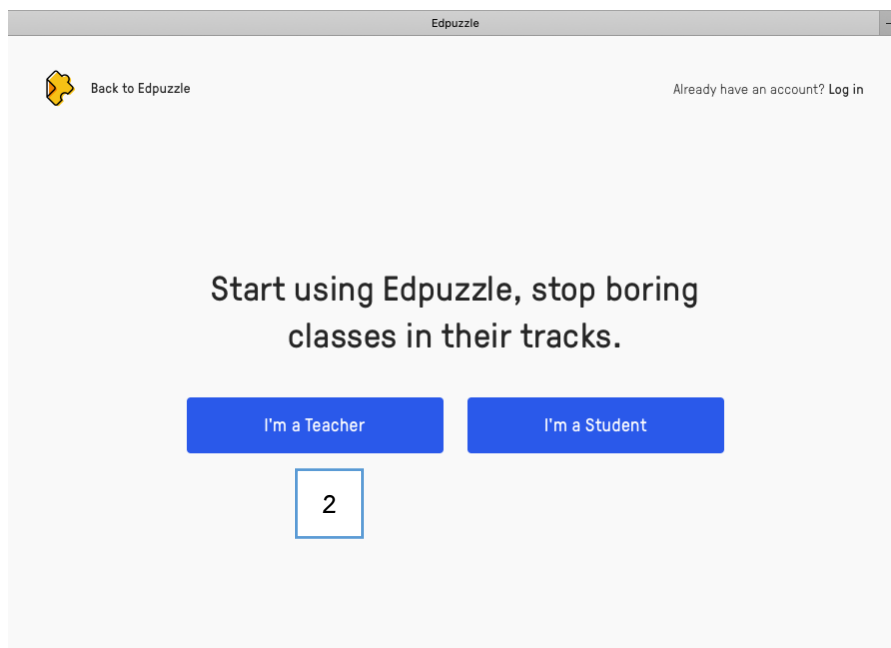 Edpuzzle
Back to Edpuzzle
Already have an account? Log in
Start using Edpuzzle, stop boring
classes in their tracks.
I'm a Teacher
I'm a Student
2